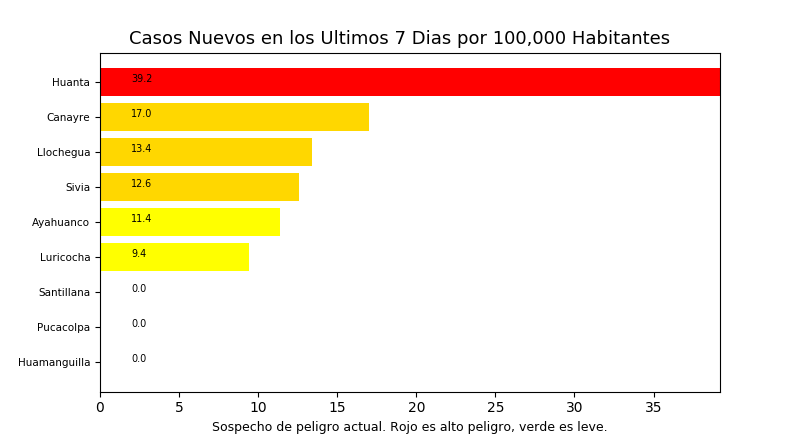 Casos Nuevos en los Ultimos 7 Dias por 100,000 Habitantes
Huanta 39.2
Canayre 17.0
Llochegua 13.4
Sivia 12.6
Ayahuanco 11.4
Luricocha 9.4
Santillana 0.0
Pucacolpa 0.0
Huamanguilla 0.0
0 5 10 15 20 25 30 35
Sospecho de peligro actual. Rojo es alto peligro, verde es leve.